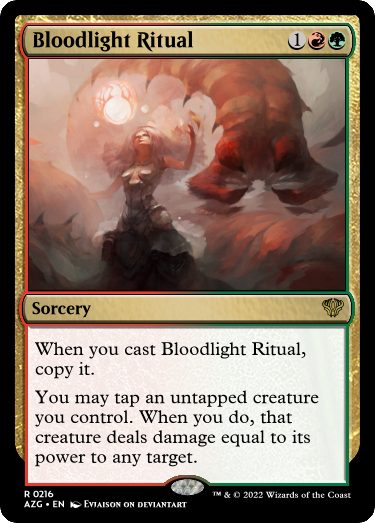 Bloodlight Ritual 1
Sorcery
When you cast Bloodlight Ritual,
copy it.
You may tap an untapped creature
you control. When you do, that
creature deals damage equal to its
power to any target.
R 0216
™ & © 2022 Wizards of the Coast
AZG • EN Eviaison on deviantart